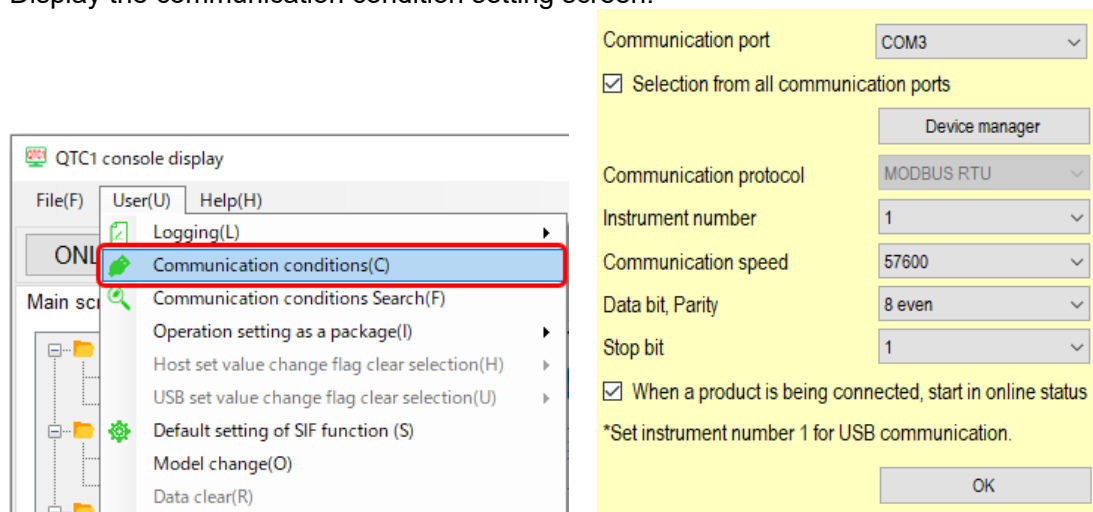 Display the communication condition setting screen.
QTC1 console display
File(F) User(U) Help(H)
Logging(L)
Communication conditions(C)
Main
Communication conditions Search(F)
Operation setting as a package(I)
Host set value change flag clear selection(H)
USB set value change flag clear selection(U)
Default setting of SIF function (S)
Model change(O)
Data clear(R)
Communication port COM3
Selection from all communication ports
Device manager
Communication protocol MODBUS RTU
Instrument number 1
Communication speed 57600
Data bit, Parity 8 even
Stop bit 1
When a product is being connected, start in online status
*Set instrument number 1 for USB communication.
OK